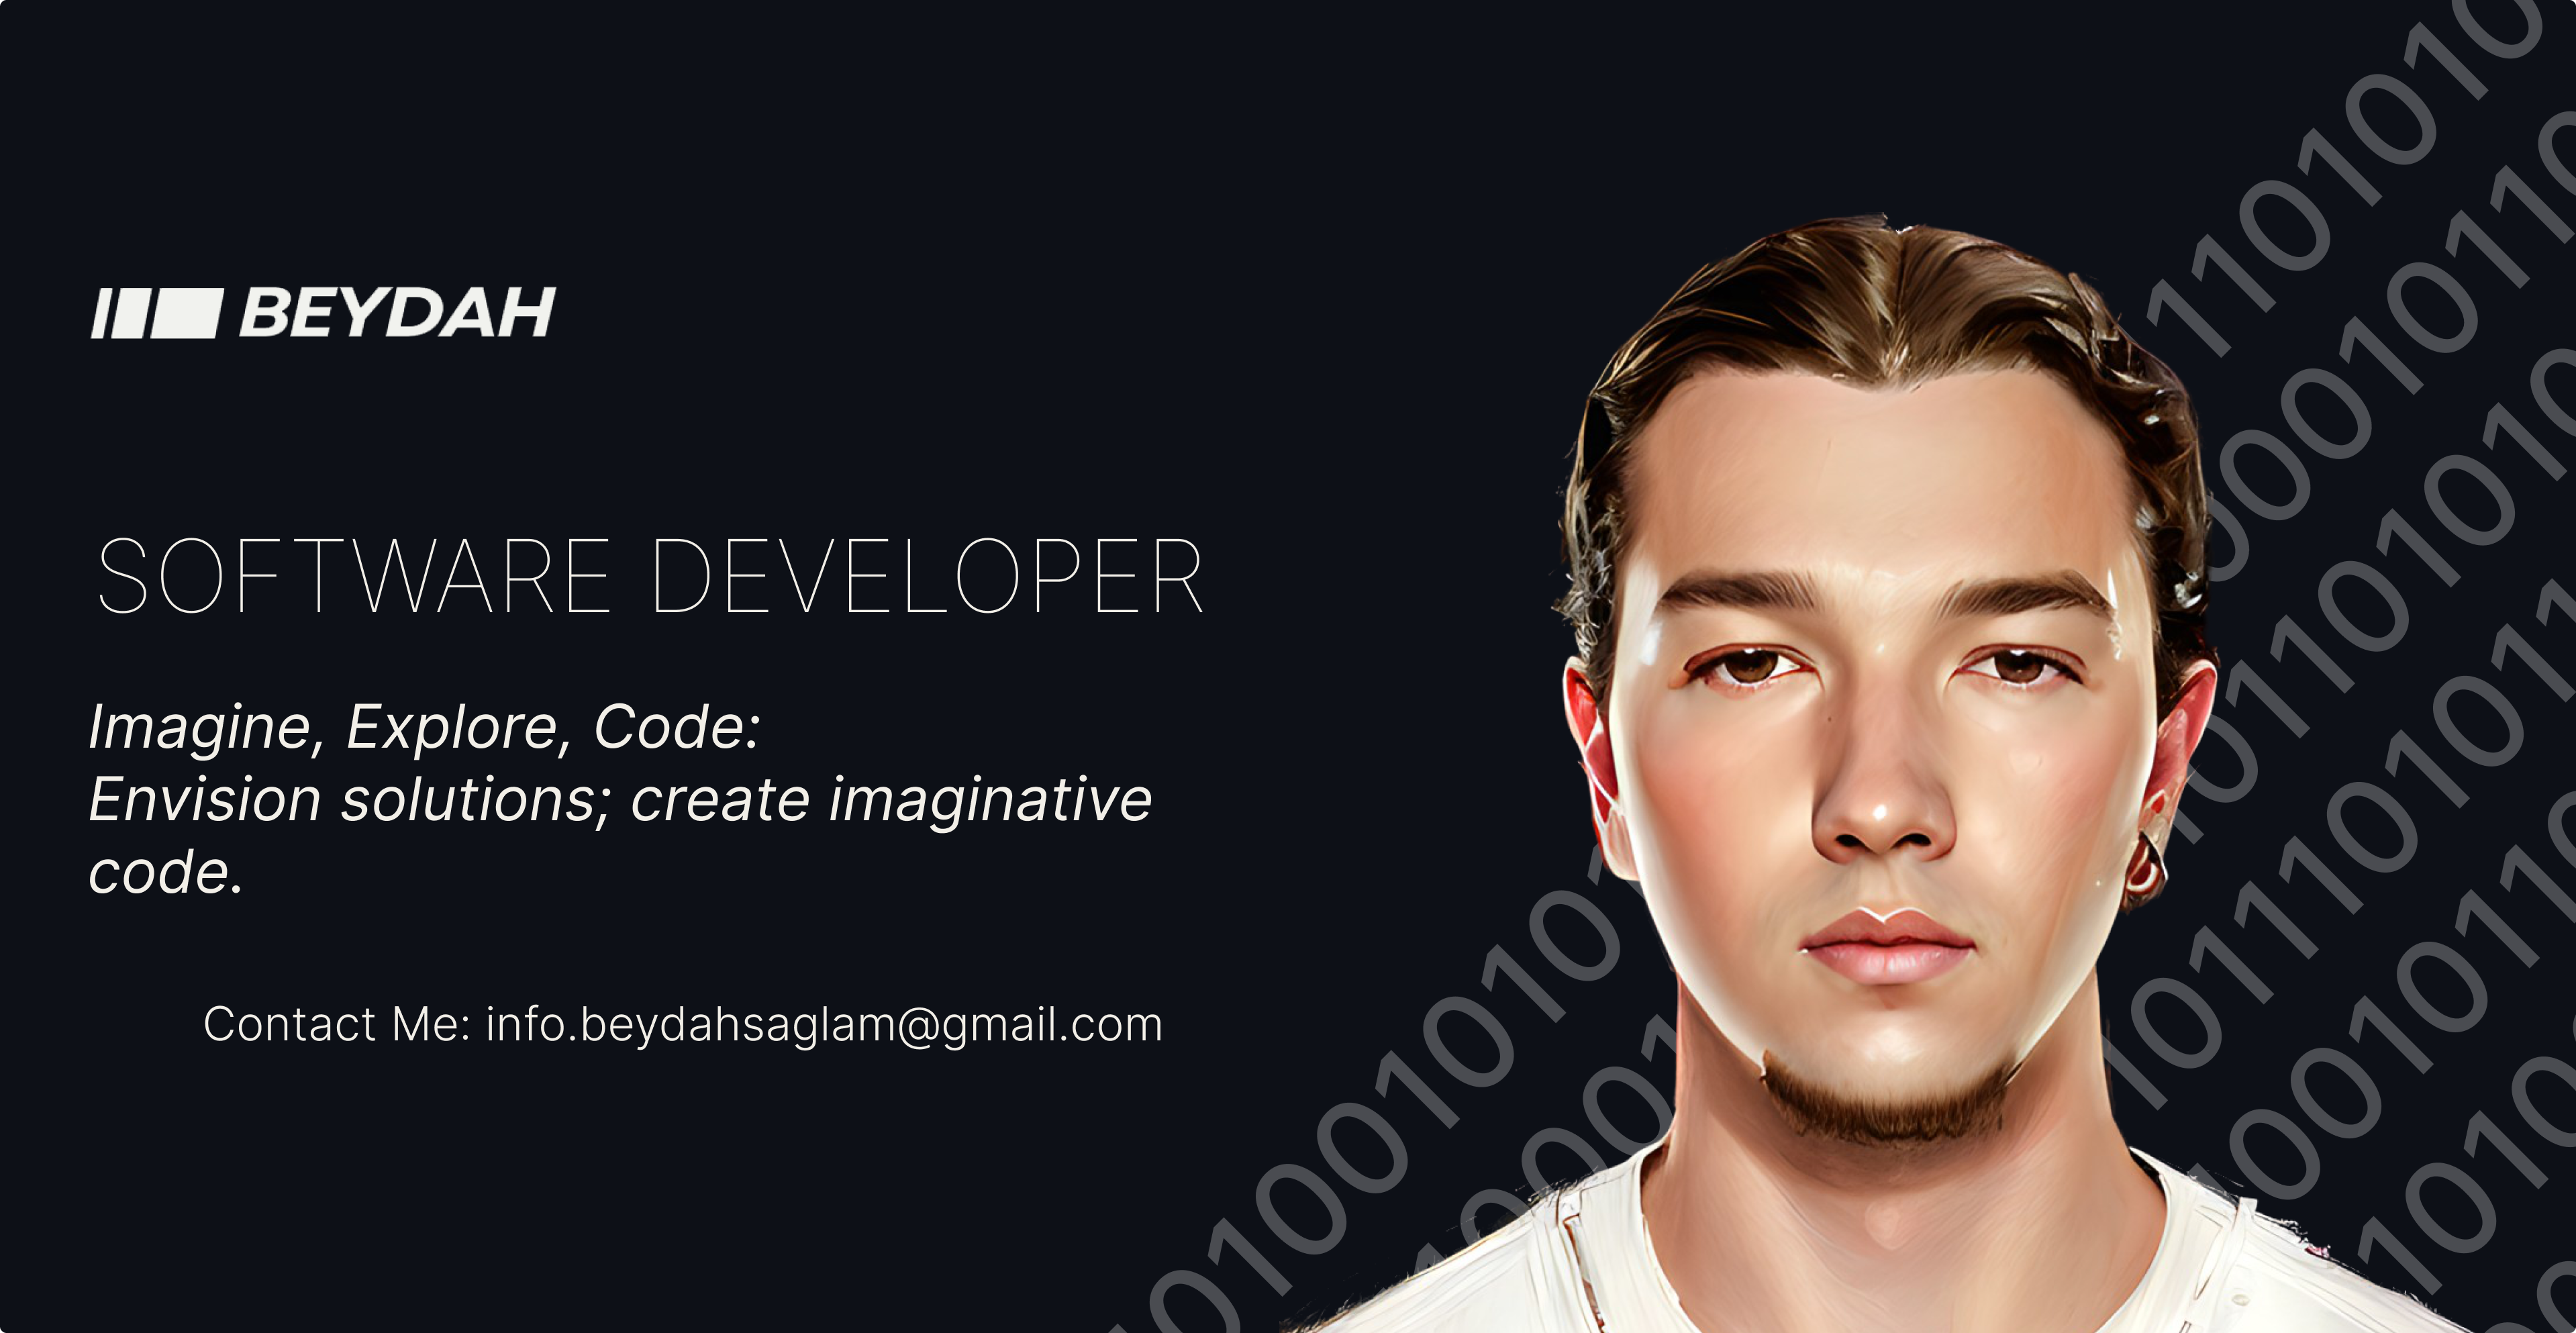 BEYDAH
SOFTWARE DEVELOPER
Imagine, Explore, Code:
Envision solutions; create imaginative
code.
Contact Me: info.beydahsaglam@gmail.com